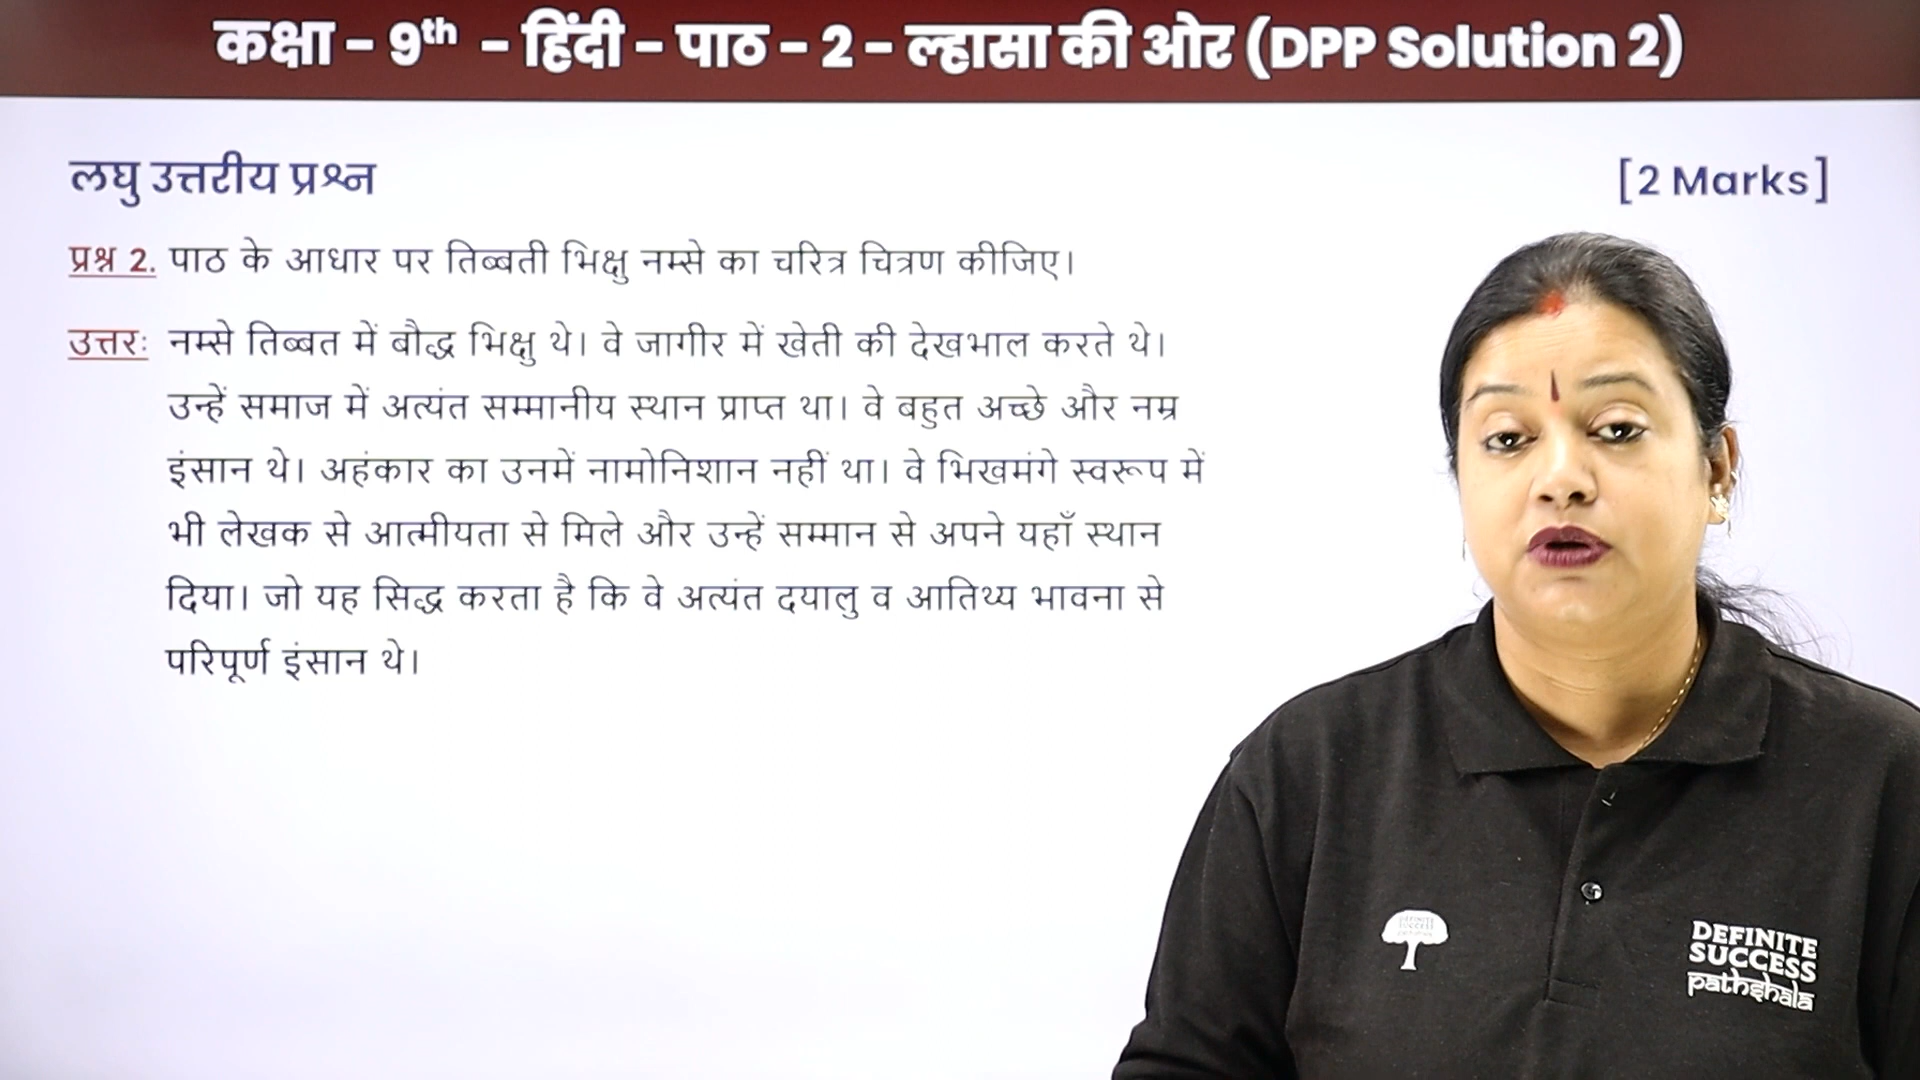 कक्षा - 9th - हिंदी - पाठ - 2 - ल्हासा की ओर (DPP Solution 2)
लघु उत्तरीय प्रश्न
[2 Marks]
प्रश्न 2. पाठ के आधार पर तिब्बती भिक्षु नम्से का चरित्र चित्रण कीजिए।
उत्तरः नम्से तिब्बत में बौद्ध भिक्षु थे। वे जागीर में खेती की देखभाल करते थे।
उन्हें समाज में अत्यंत सम्मानीय स्थान प्राप्त था। वे बहुत अच्छे और नम्र
इंसान थे। अहंकार का उनमें नामोनिशान नहीं था। वे भिखमंगे स्वरूप में
भी लेखक से आत्मीयता से मिले और उन्हें सम्मान से अपने यहाँ स्थान
दिया। जो यह सिद्ध करता है कि वे अत्यंत दयालु व आतिथ्य भावना से
परिपूर्ण इंसान थे।
DEFINITE
SUCCESS
pathshala